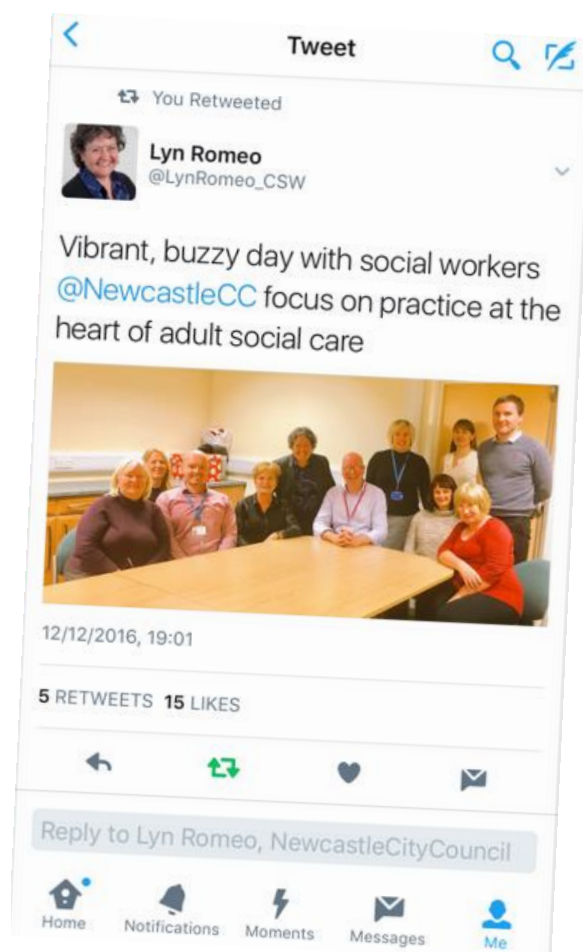 Tweet
You Retweeted
Lyn Romeo
@LynRomeo_CSW
Vibrant, buzzy day with social workers
@NewcastleCC focus on practice at the
heart of adult social care
12/12/2016, 19:01
5 RETWEETS 15 LIKES
Reply to Lyn Romeo, NewcastleCityCouncil
Home Notifications Moments Messages Me